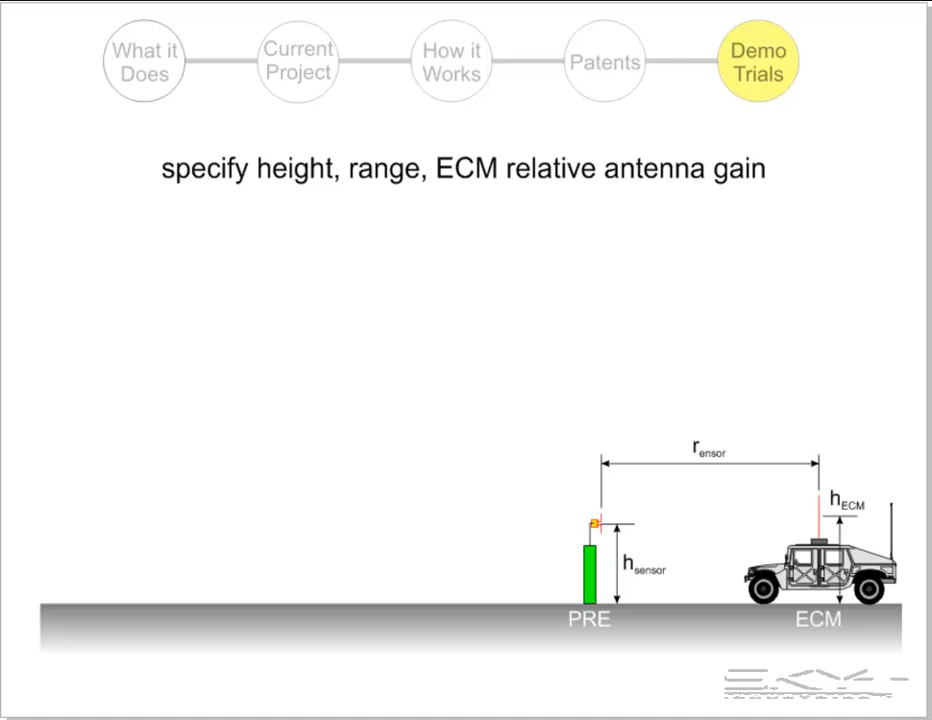 What it
Does
Current
Project
How it
Works
Patents
Demo
Trials
specify height, range, ECM relative antenna gain
rensor
hECM
hsensor
PRE
ECM